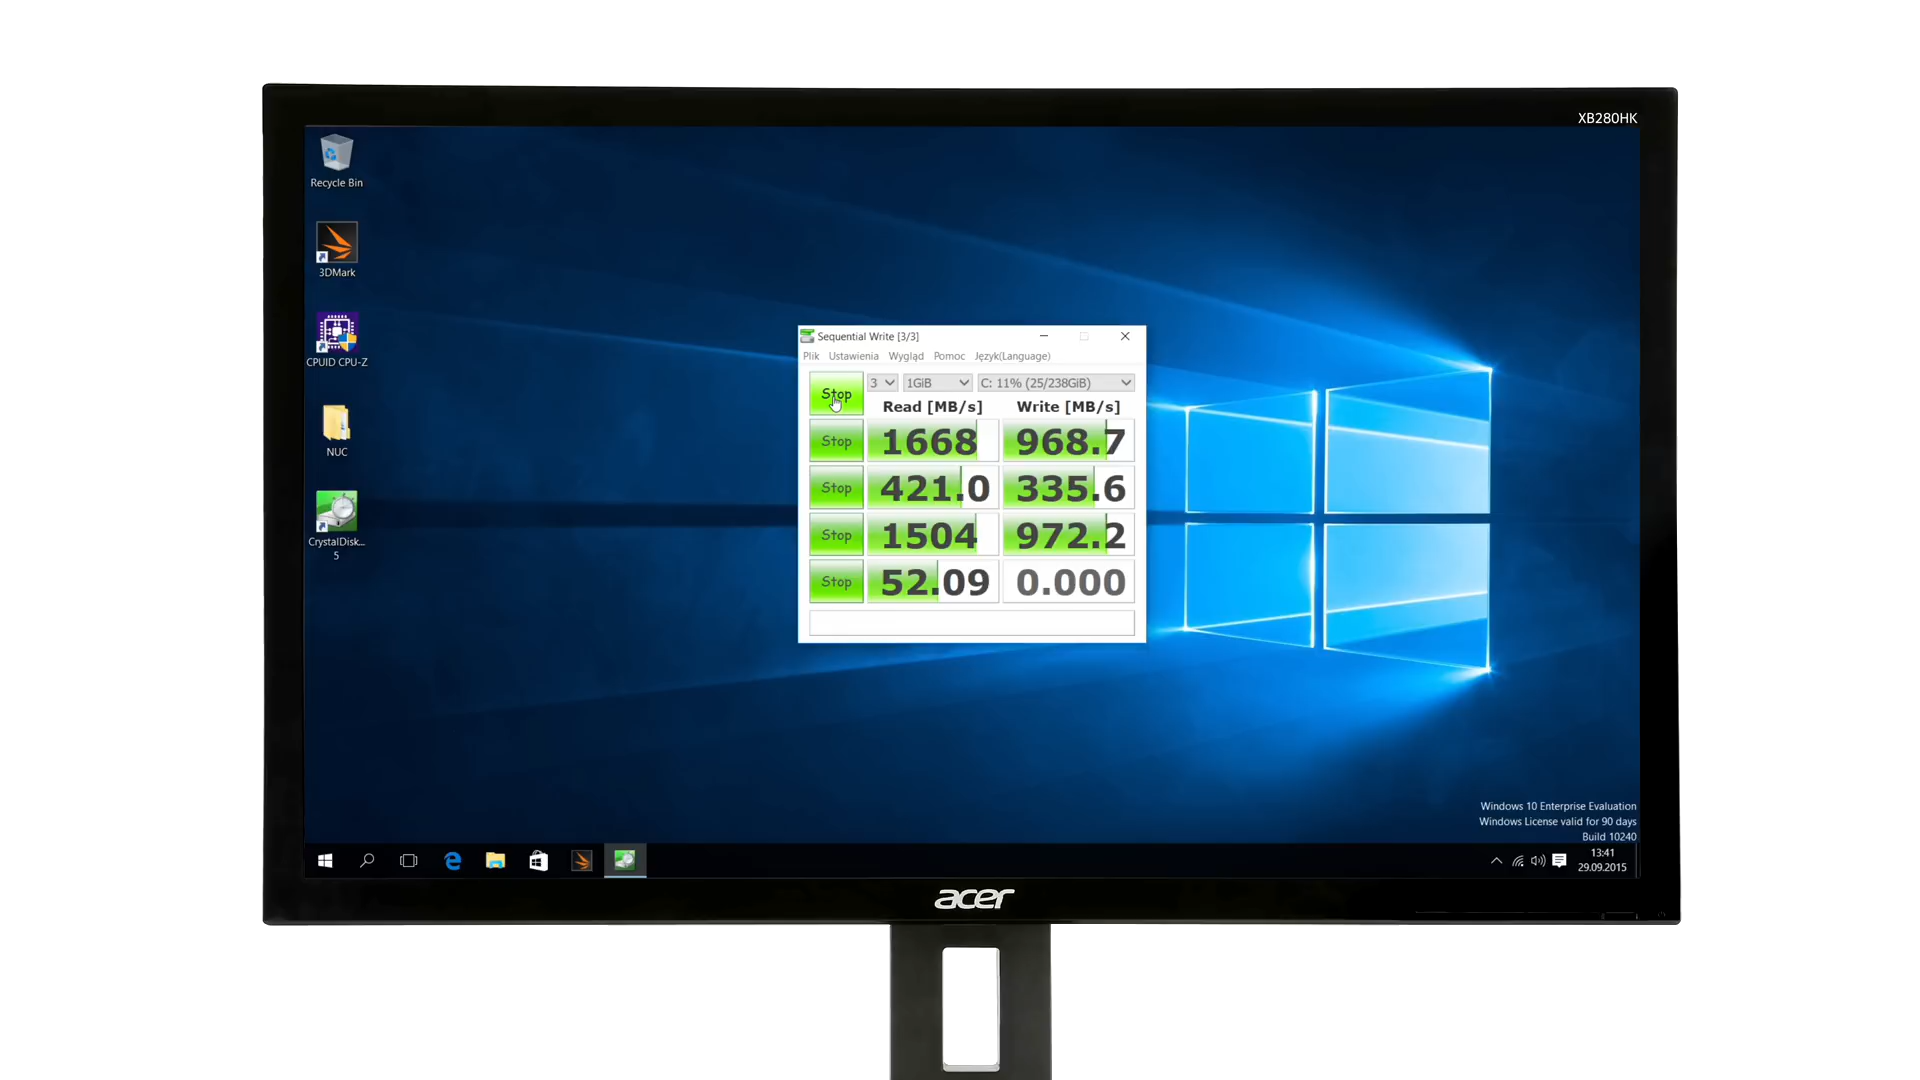 XB280HK
Recycle Bin
3DMark
CPUID CPU-Z
NUC
CrystalDisk...
5
Sequential Write [3/3]
Plik Ustawienia Wygląd Pomoc Język(Language)
Stop 3 1GiB C: 11% (25/238GiB)
Read [MB/s] Write [MB/s]
Stop 1668 968.7
Stop 421.0 335.6
Stop 1504 972.2
Stop 52.09 0.000
Windows 10 Enterprise Evaluation
Windows License valid for 90 days
Build 10240
13:41
29.09.2015
acer